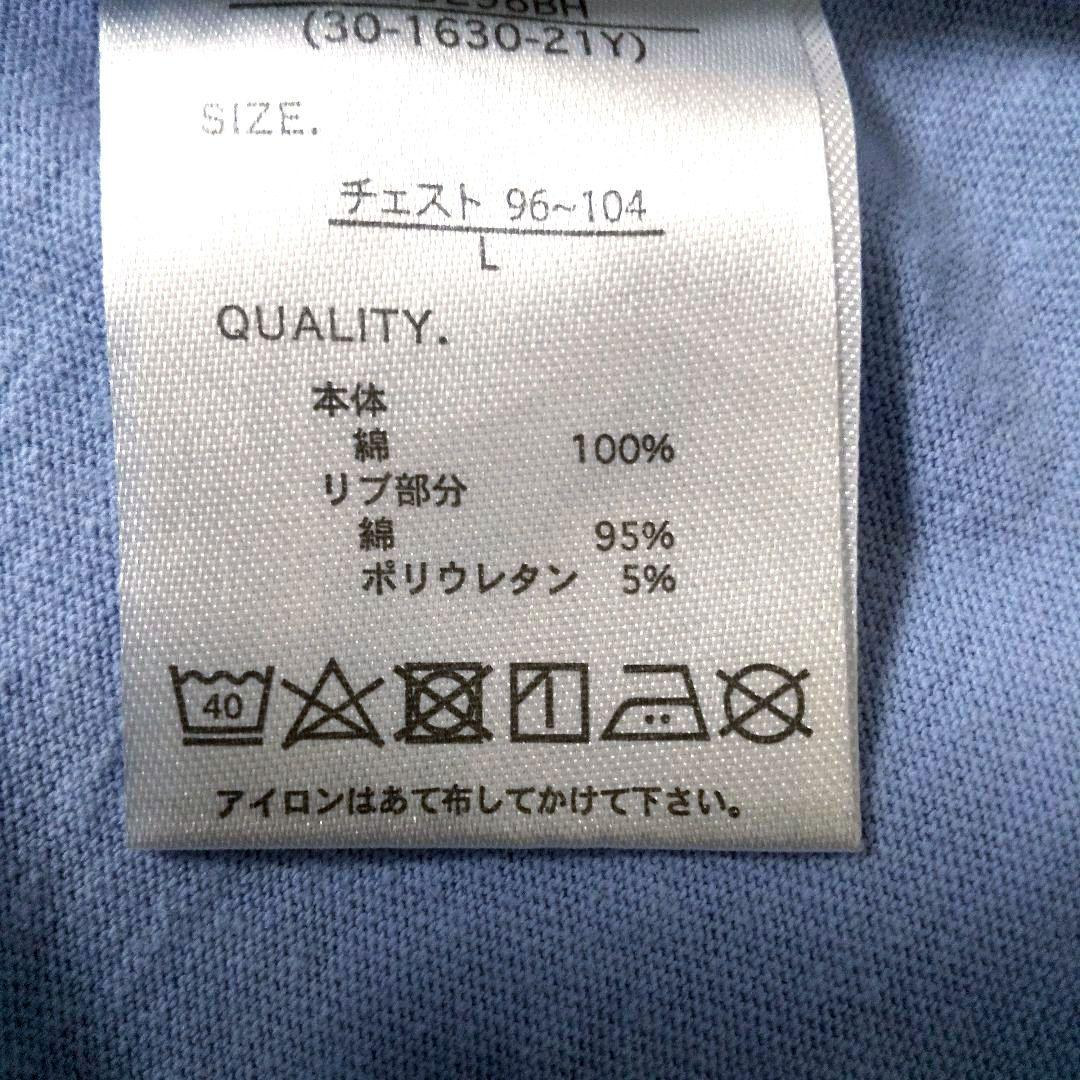 (30-1630-21Y)
SIZE.
チェスト 96~104
L
QUALITY.
本体
綿 100%
リブ部分
綿 95%
ポリウレタン 5%
40
アイロンはあて布してかけて下さい。